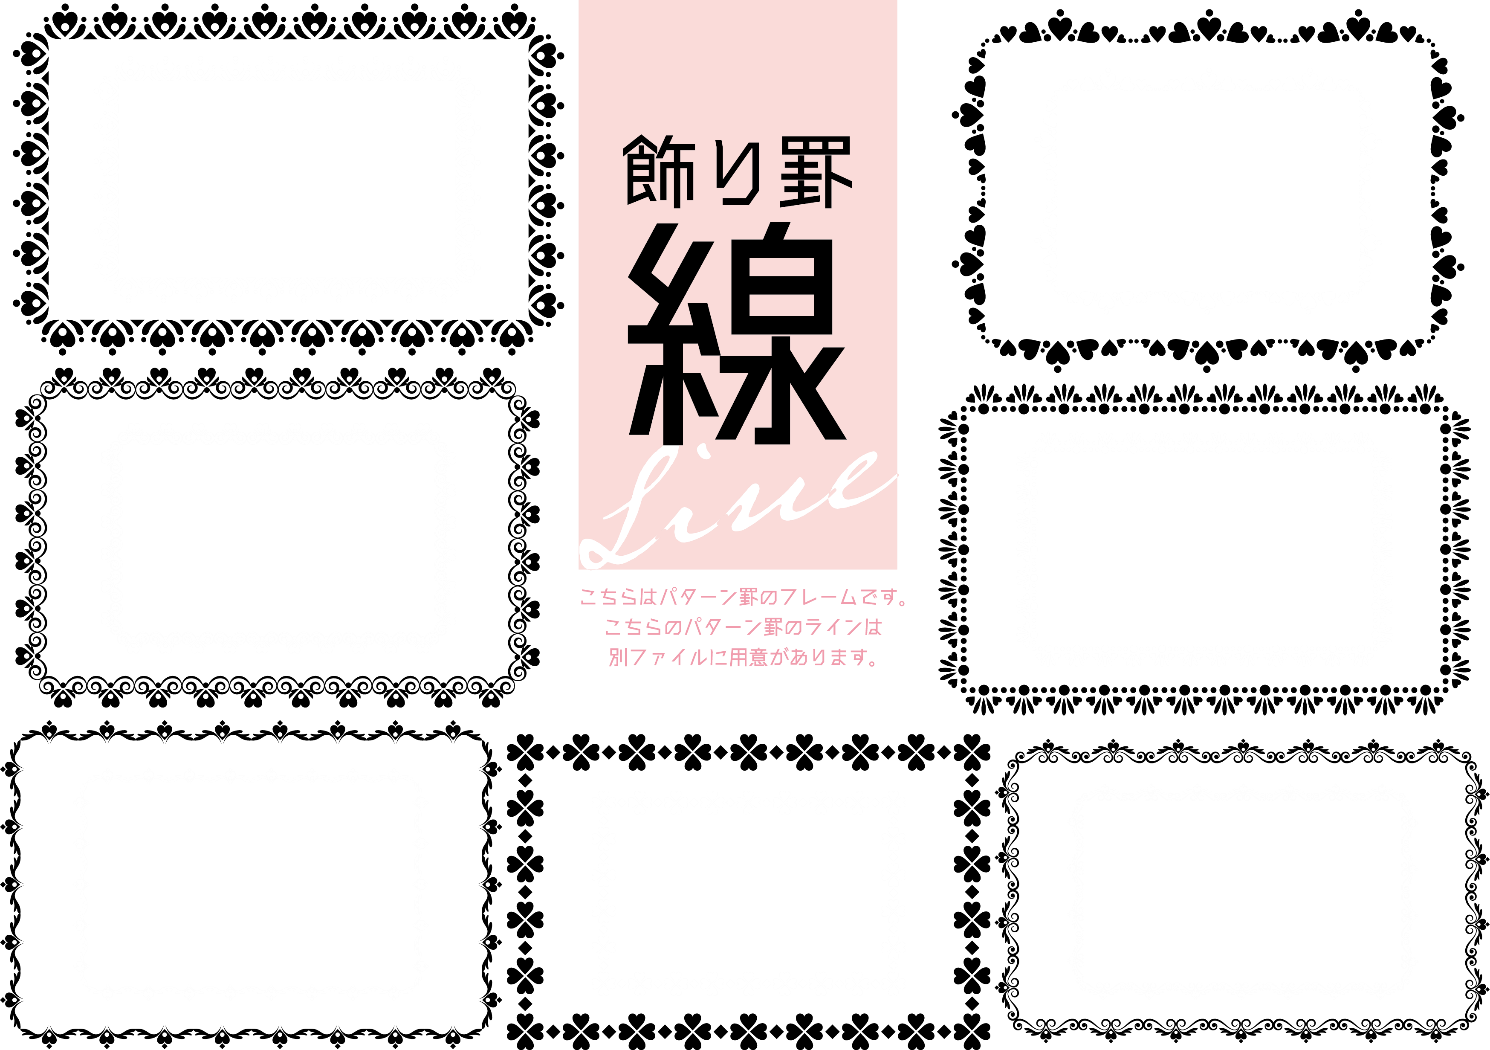 飾り罫
線
Line
こちらはパターン罫のフレームです。
こちらのパターン罫のラインは
別ファイルに用意があります。